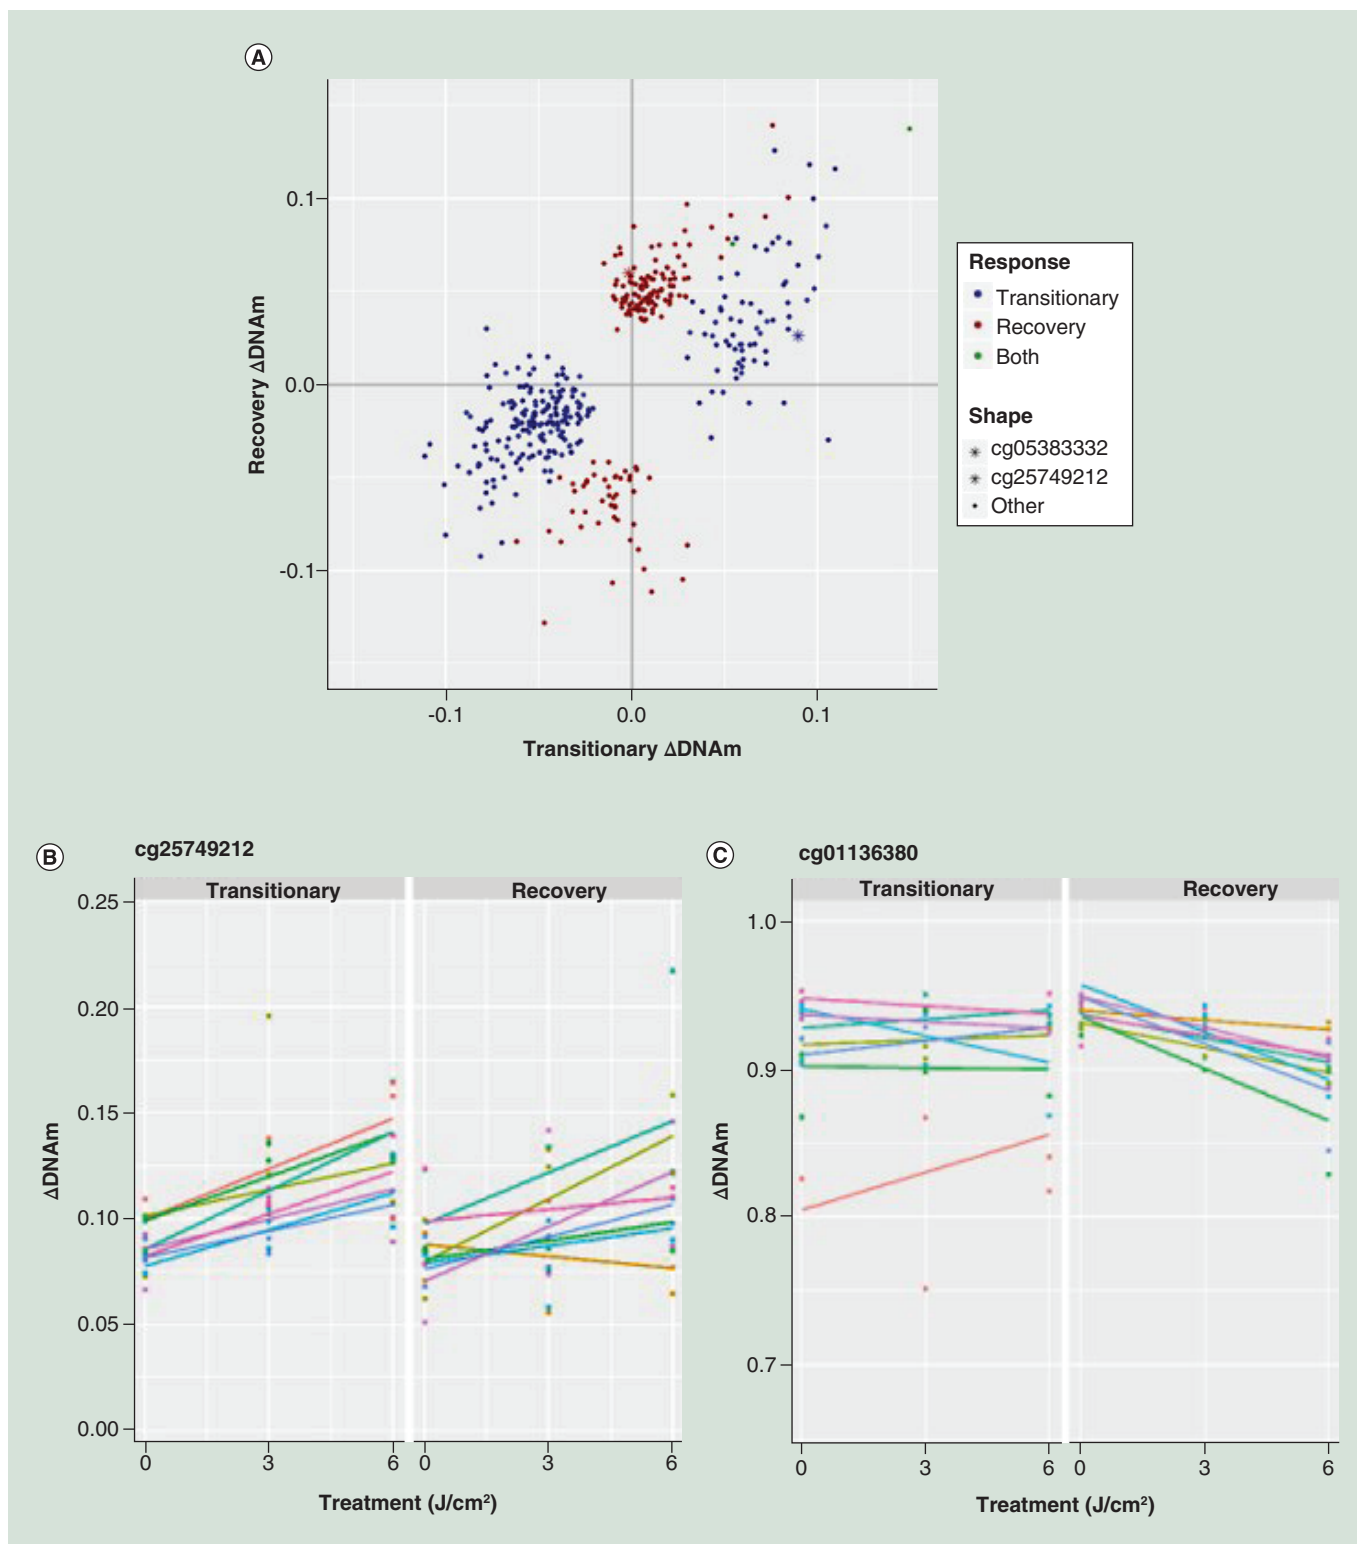 A
0.1
0.0
-0.1
Recovery ΔDNAm
-0.1
0.0
0.1
Transitionary ΔDNAm
Response
Transitionary
Recovery
Both
Shape
cg05383332
cg25749212
Other
B
cg25749212
Transitionary
Recovery
0.25
0.20
0.15
0.10
0.05
0.00
ΔDNAm
0
3
6
0
3
6
Treatment (J/cm²)
C
cg01136380
Transitionary
Recovery
1.0
0.9
0.8
0.7
ΔDNAm
0
3
6
0
3
6
Treatment (J/cm²)